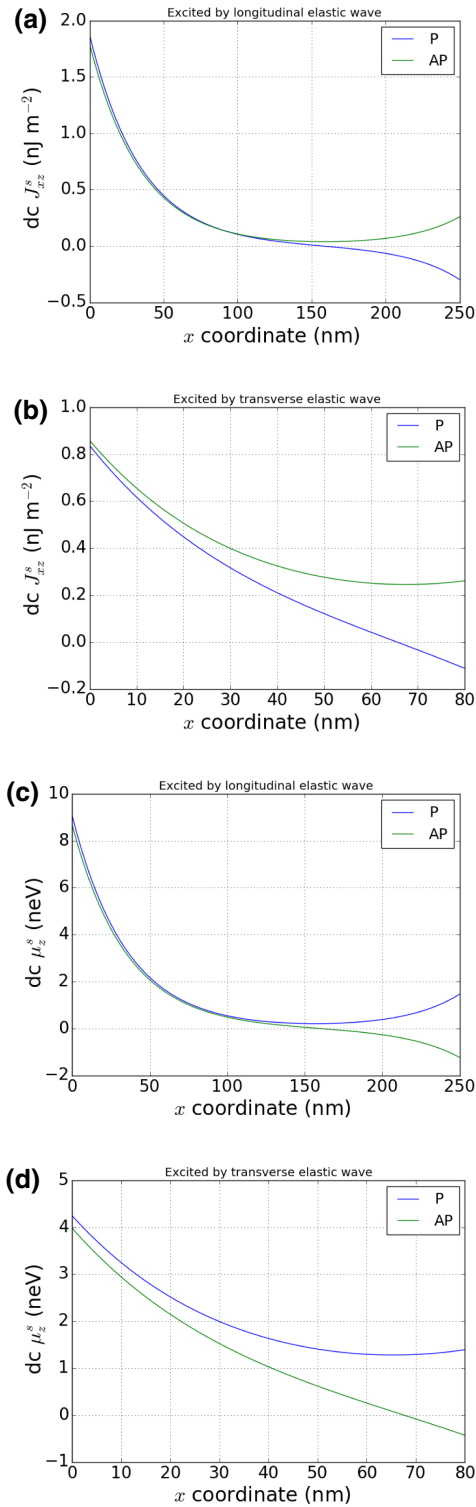 (a)
Excited by longitudinal elastic wave
P
AP
dc J^s_xz (nJ m^−2)
2.0
1.5
1.0
0.5
0.0
−0.5
0 50 100 150 200 250
x coordinate (nm)
(b)
Excited by transverse elastic wave
P
AP
dc J^s_xz (nJ m^−2)
1.0
0.8
0.6
0.4
0.2
0.0
−0.2
0 10 20 30 40 50 60 70 80
x coordinate (nm)
(c)
Excited by longitudinal elastic wave
P
AP
dc μ^s_z (neV)
10
8
6
4
2
0
−2
0 50 100 150 200 250
x coordinate (nm)
(d)
Excited by transverse elastic wave
P
AP
dc μ^s_z (neV)
5
4
3
2
1
0
−1
0 10 20 30 40 50 60 70 80
x coordinate (nm)